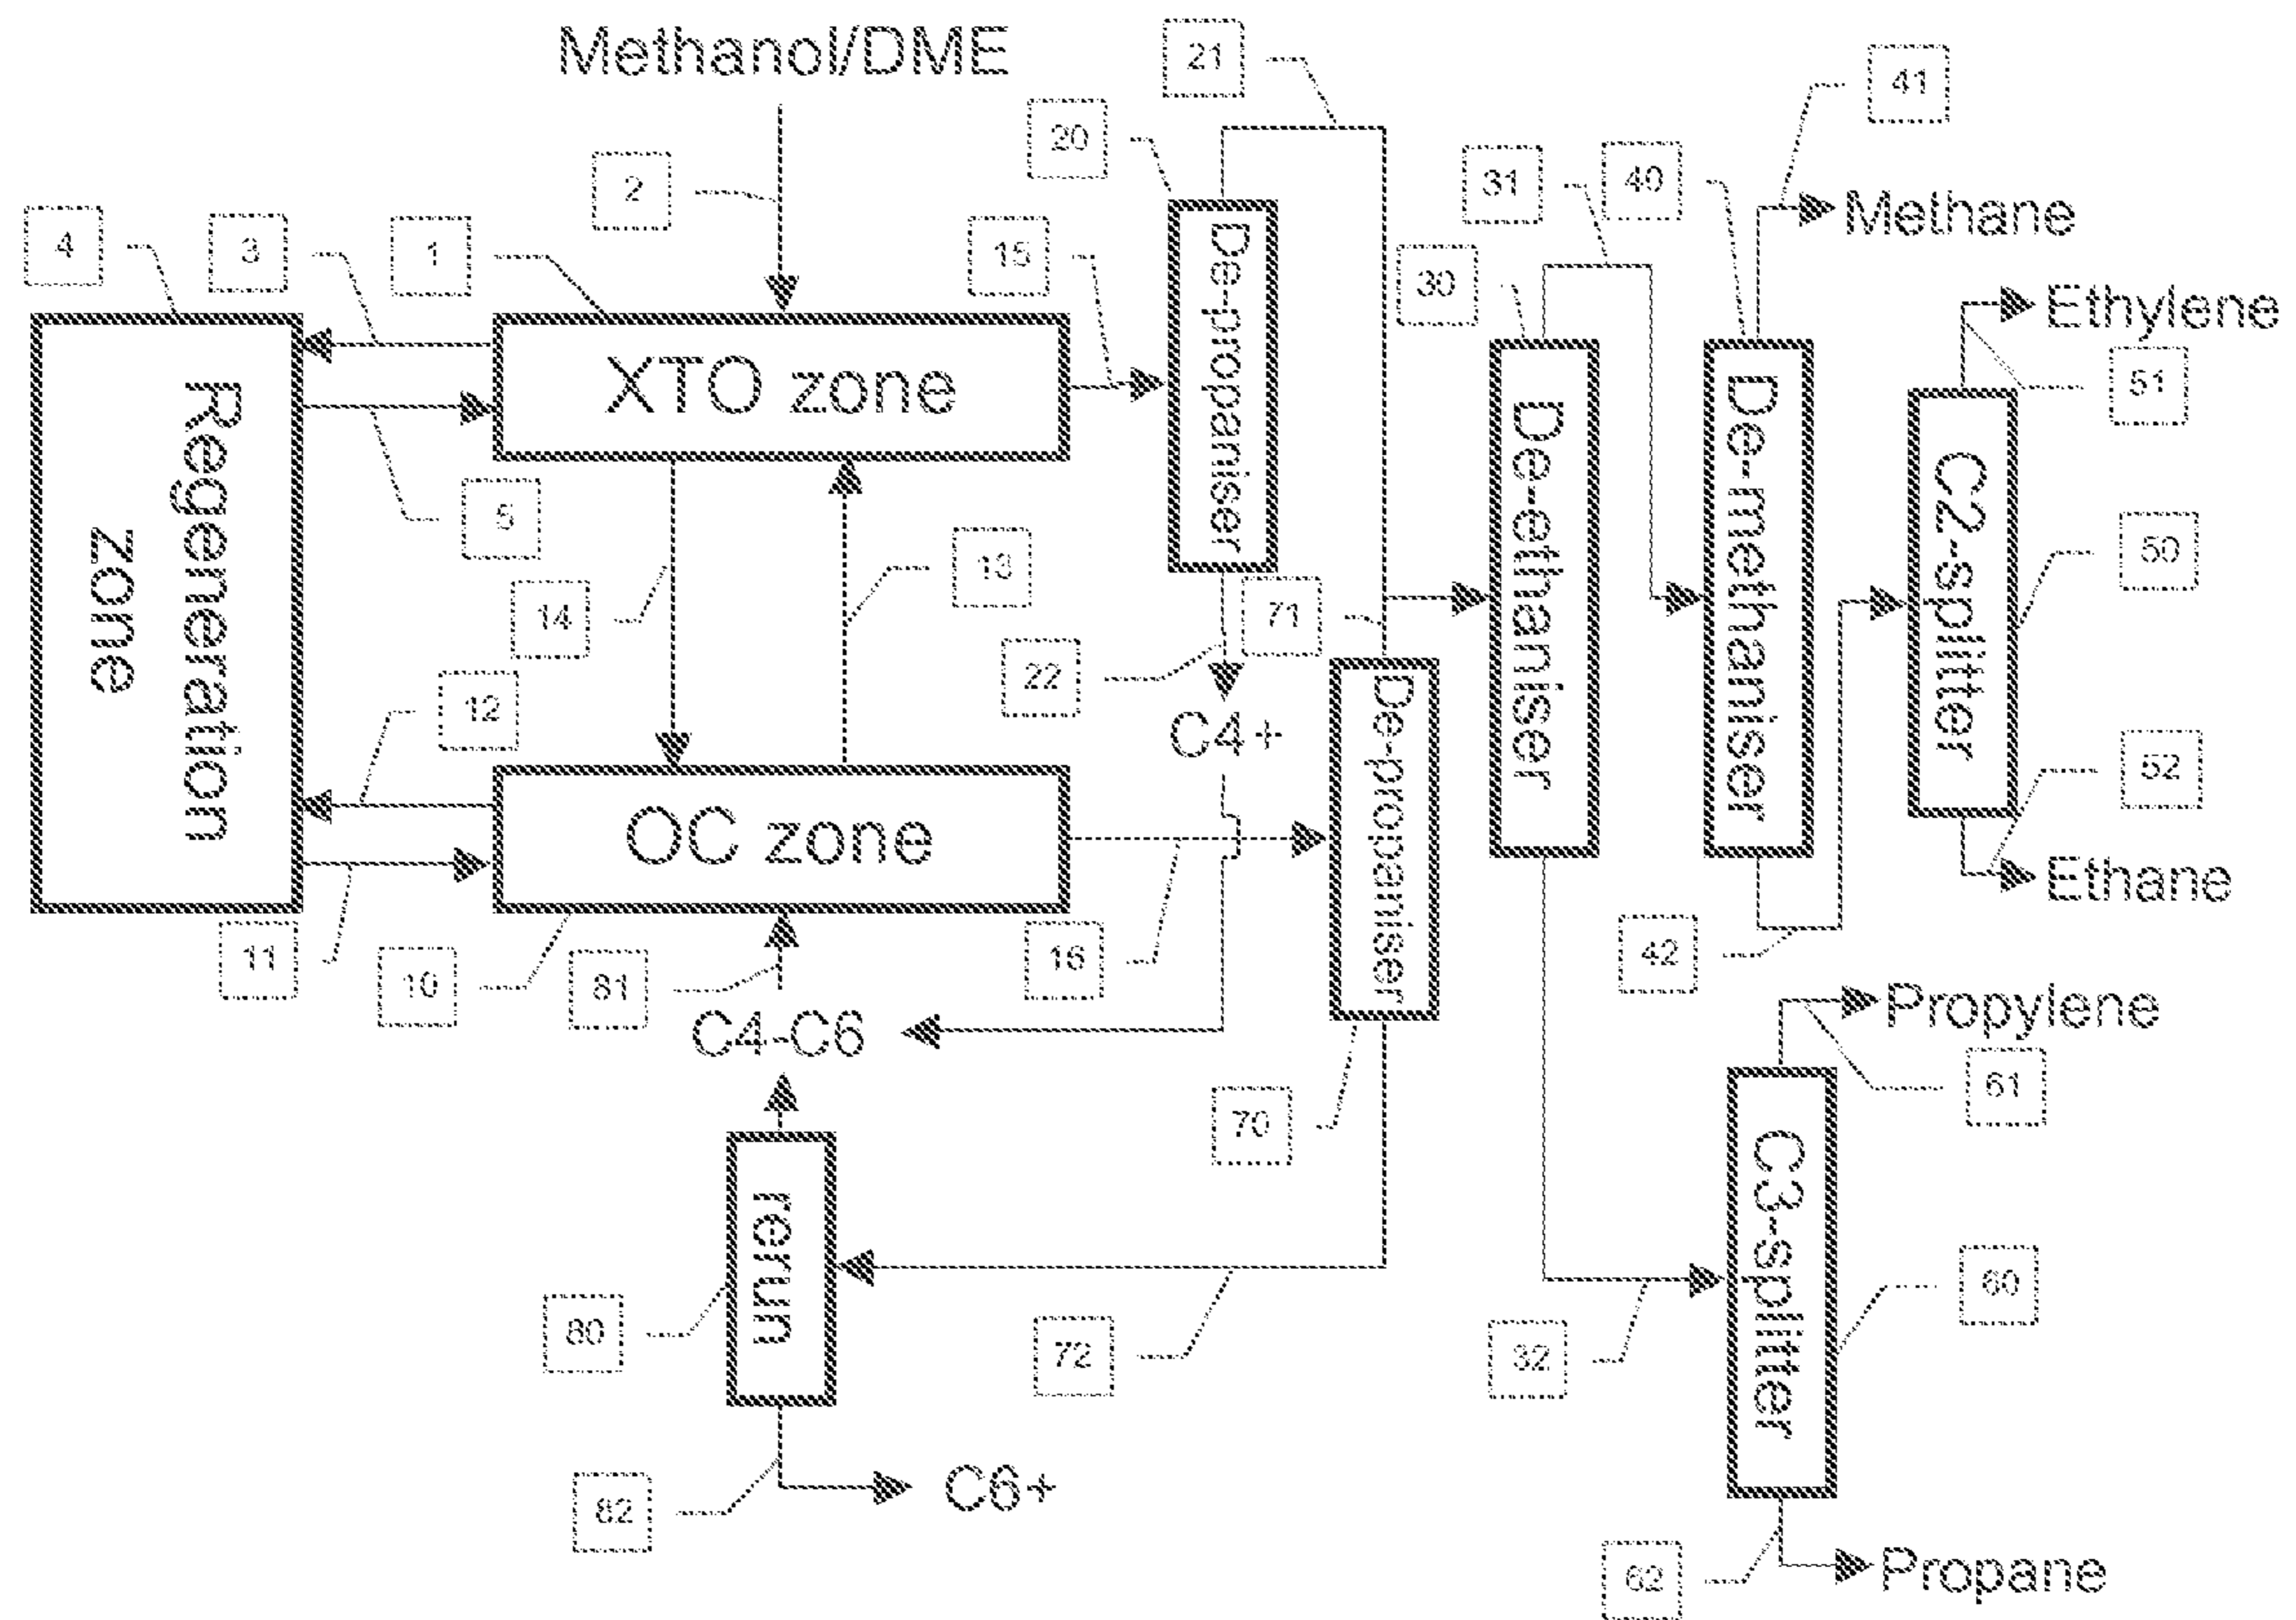 Methanol/DME
21
41
20
2
31
40
Methane
4
3
1
15
30
Ethylene
51
De-propaniser
XTO zone
Regeneration
zone
De-ethaniser
De-methaniser
C2-splitter
5
13
50
14
71
22
12
C4+
52
De-propaniser
OC zone
Ethane
11
10
81
16
42
C4-C6
Propylene
61
70
C3-splitter
rerun
60
80
72
32
82
C6+
62
Propane